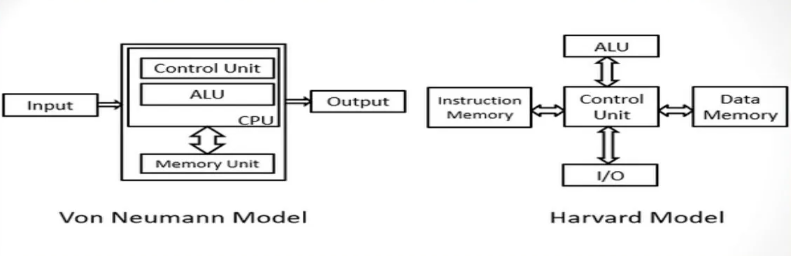 Input
Control Unit
ALU
CPU
Memory Unit
Output
Von Neumann Model
ALU
Instruction
Memory
Control
Unit
Data
Memory
I/O
Harvard Model